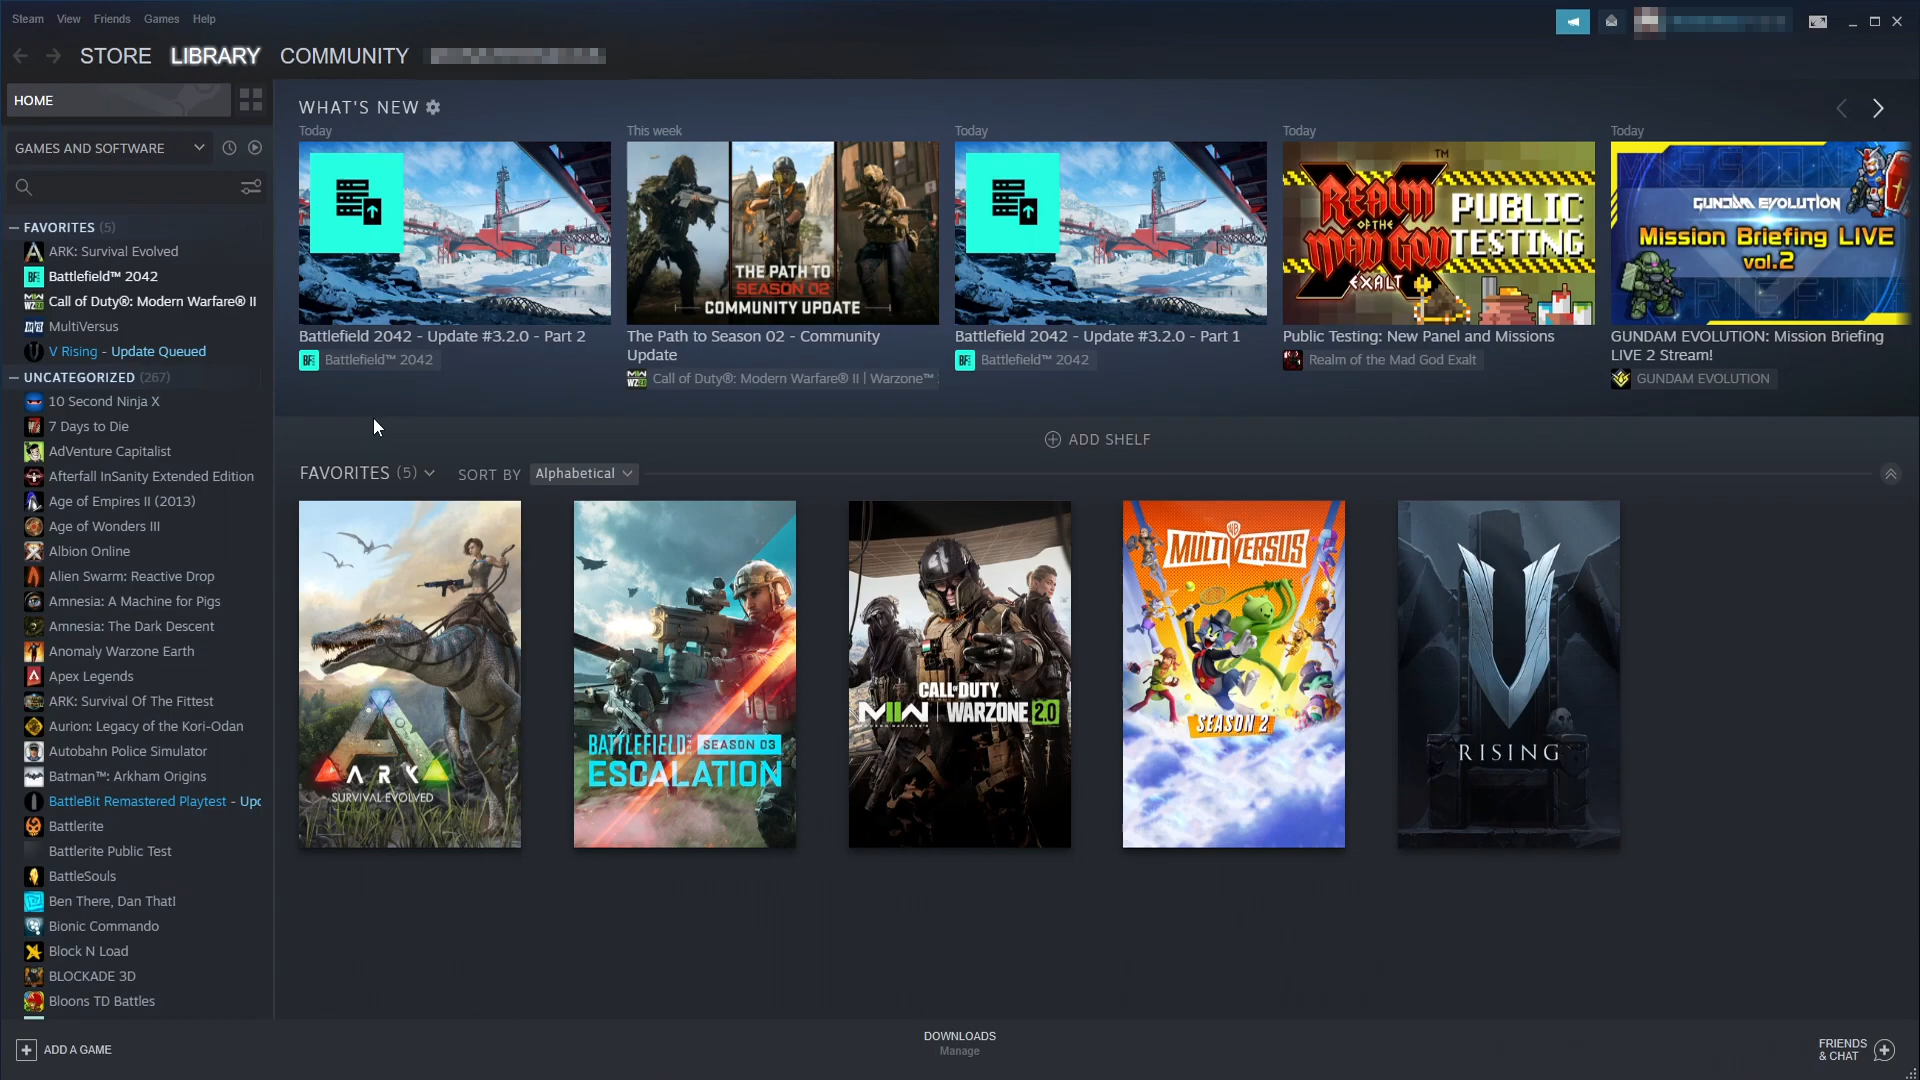 Steam View Friends Games Help
STORE LIBRARY COMMUNITY
HOME
GAMES AND SOFTWARE
FAVORITES (5)
ARK: Survival Evolved
Battlefield™ 2042
Call of Duty®: Modern Warfare® II
MultiVersus
V Rising - Update Queued
UNCATEGORIZED (267)
10 Second Ninja X
7 Days to Die
AdVenture Capitalist
Afterfall InSanity Extended Edition
Age of Empires II (2013)
Age of Wonders III
Albion Online
Alien Swarm: Reactive Drop
Amnesia: A Machine for Pigs
Amnesia: The Dark Descent
Anomaly Warzone Earth
Apex Legends
ARK: Survival Of The Fittest
Aurion: Legacy of the Kori-Odan
Autobahn Police Simulator
Batman™: Arkham Origins
BattleBit Remastered Playtest - Upd
Battlerite
Battlerite Public Test
BattleSouls
Ben There, Dan That!
Bionic Commando
Block N Load
BLOCKADE 3D
Bloons TD Battles
ADD A GAME
WHAT'S NEW
Today
Battlefield 2042 - Update #3.2.0 - Part 2
BF: Battlefield™ 2042
This week
THE PATH TO
SEASON 02
COMMUNITY UPDATE
The Path to Season 02 - Community
Update
Call of Duty®: Modern Warfare® II | Warzone™
Today
Battlefield 2042 - Update #3.2.0 - Part 1
BF: Battlefield™ 2042
Today
REALM
OF THE
MAD GOD
EXALT
TM
PUBLIC
TESTING
Public Testing: New Panel and Missions
Realm of the Mad God Exalt
Today
GUNDAM EVOLUTION
Mission Briefing LIVE
vol.2
GUNDAM EVOLUTION: Mission Briefing
LIVE 2 Stream!
GUNDAM EVOLUTION
ADD SHELF
FAVORITES (5) SORT BY Alphabetical
ARK
SURVIVAL EVOLVED
BATTLEFIELD SEASON 03
ESCALATION
CALL OF DUTY
MWII WARZONE 2.0
WB
MULTIVERSUS
SEASON 2
V
RISING
DOWNLOADS
Manage
FRIENDS
& CHAT